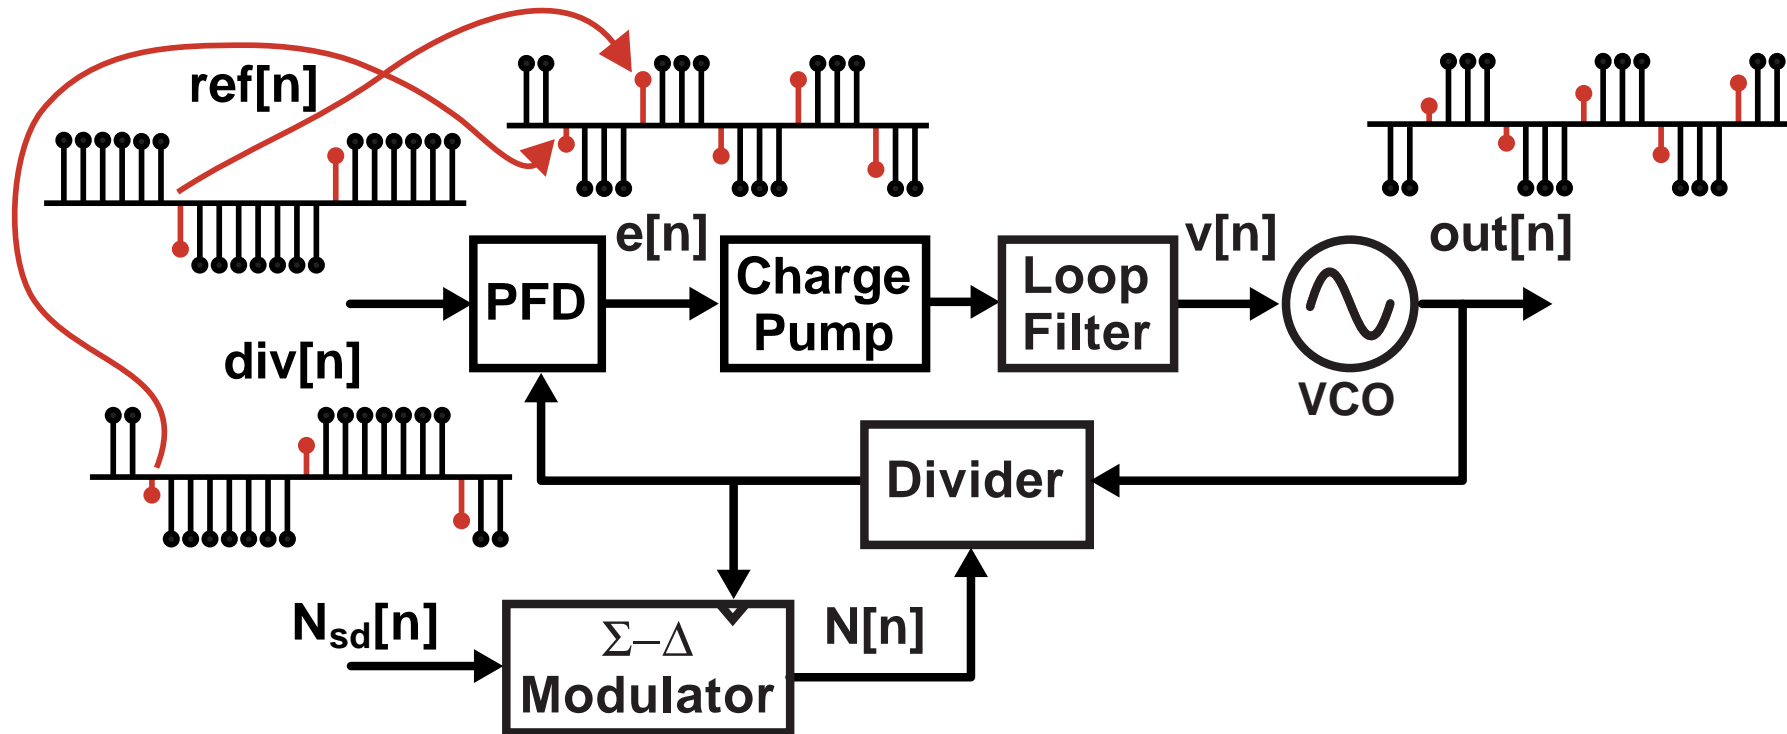 ref[n]
e[n]
v[n]
out[n]
PFD
Charge
Pump
Loop
Filter
VCO
div[n]
Divider
N_sd[n]
Σ–Δ
Modulator
N[n]